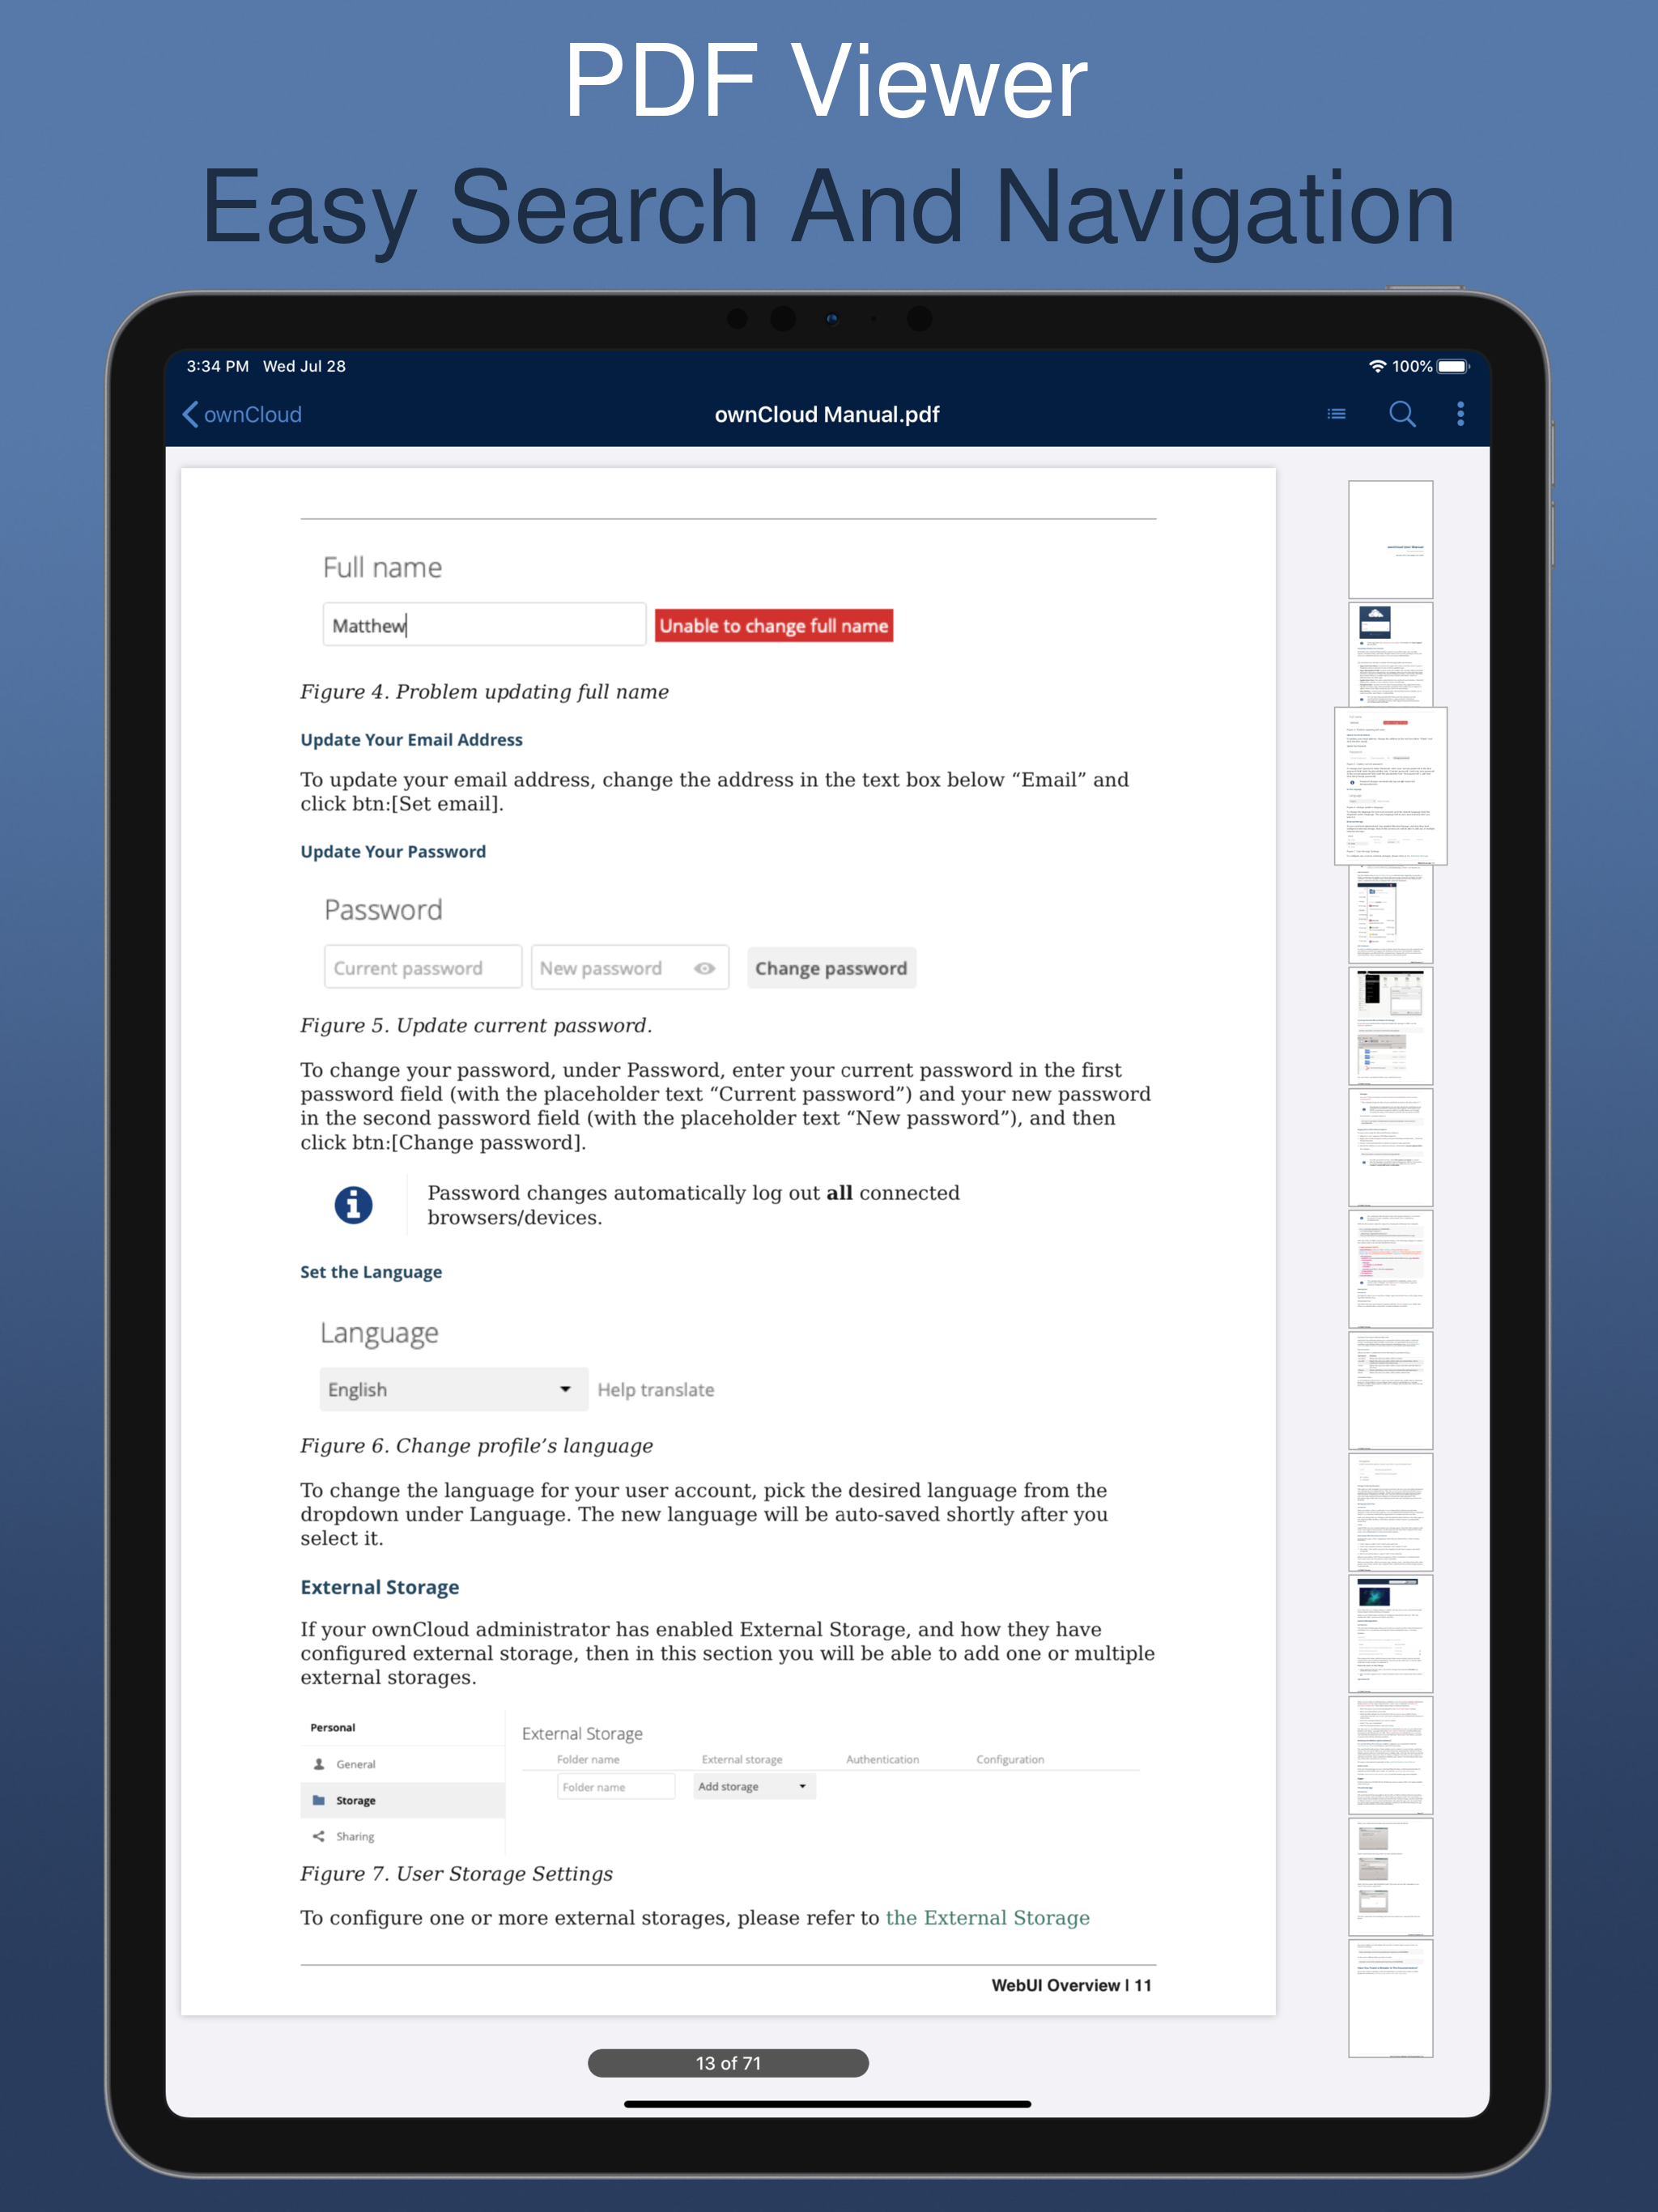 PDF Viewer
Easy Search And Navigation
3:34 PM Wed Jul 28
100%
ownCloud
ownCloud Manual.pdf
Full name
Matthew
Unable to change full name
Figure 4. Problem updating full name
Update Your Email Address
To update your email address, change the address in the text box below “Email” and
click btn:[Set email].
Update Your Password
Password
Current password
New password
Change password
Figure 5. Update current password.
To change your password, under Password, enter your current password in the first
password field (with the placeholder text “Current password”) and your new password
in the second password field (with the placeholder text “New password”), and then
click btn:[Change password].
Password changes automatically log out all connected
browsers/devices.
Set the Language
Language
English
Help translate
Figure 6. Change profile’s language
To change the language for your user account, pick the desired language from the
dropdown under Language. The new language will be auto-saved shortly after you
select it.
External Storage
If your ownCloud administrator has enabled External Storage, and how they have
configured external storage, then in this section you will be able to add one or multiple
external storages.
Personal
General
Storage
Sharing
External Storage
Folder name External storage Authentication Configuration
Folder name
Add storage
Figure 7. User Storage Settings
To configure one or more external storages, please refer to the External Storage
WebUI Overview | 11
13 of 71